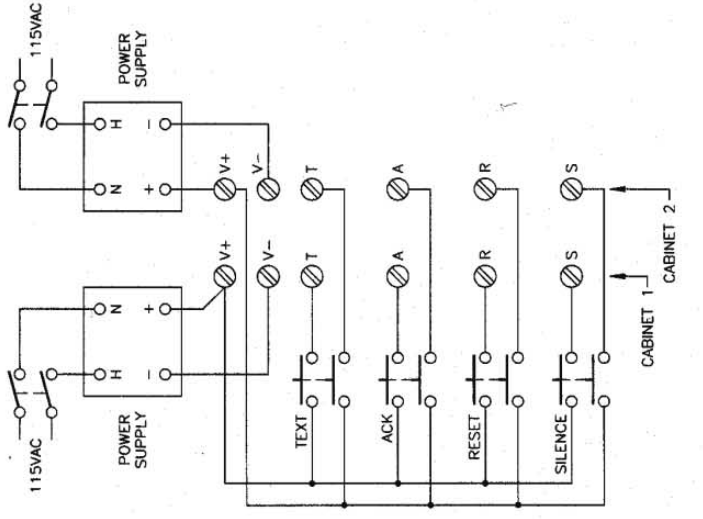 115VAC
POWER
SUPPLY
H
N
−
+
V+
V−
T
A
R
S
CABINET 2
115VAC
POWER
SUPPLY
N
H
+
−
V+
V−
T
A
R
S
CABINET 1
TEXT
ACK
RESET
SILENCE